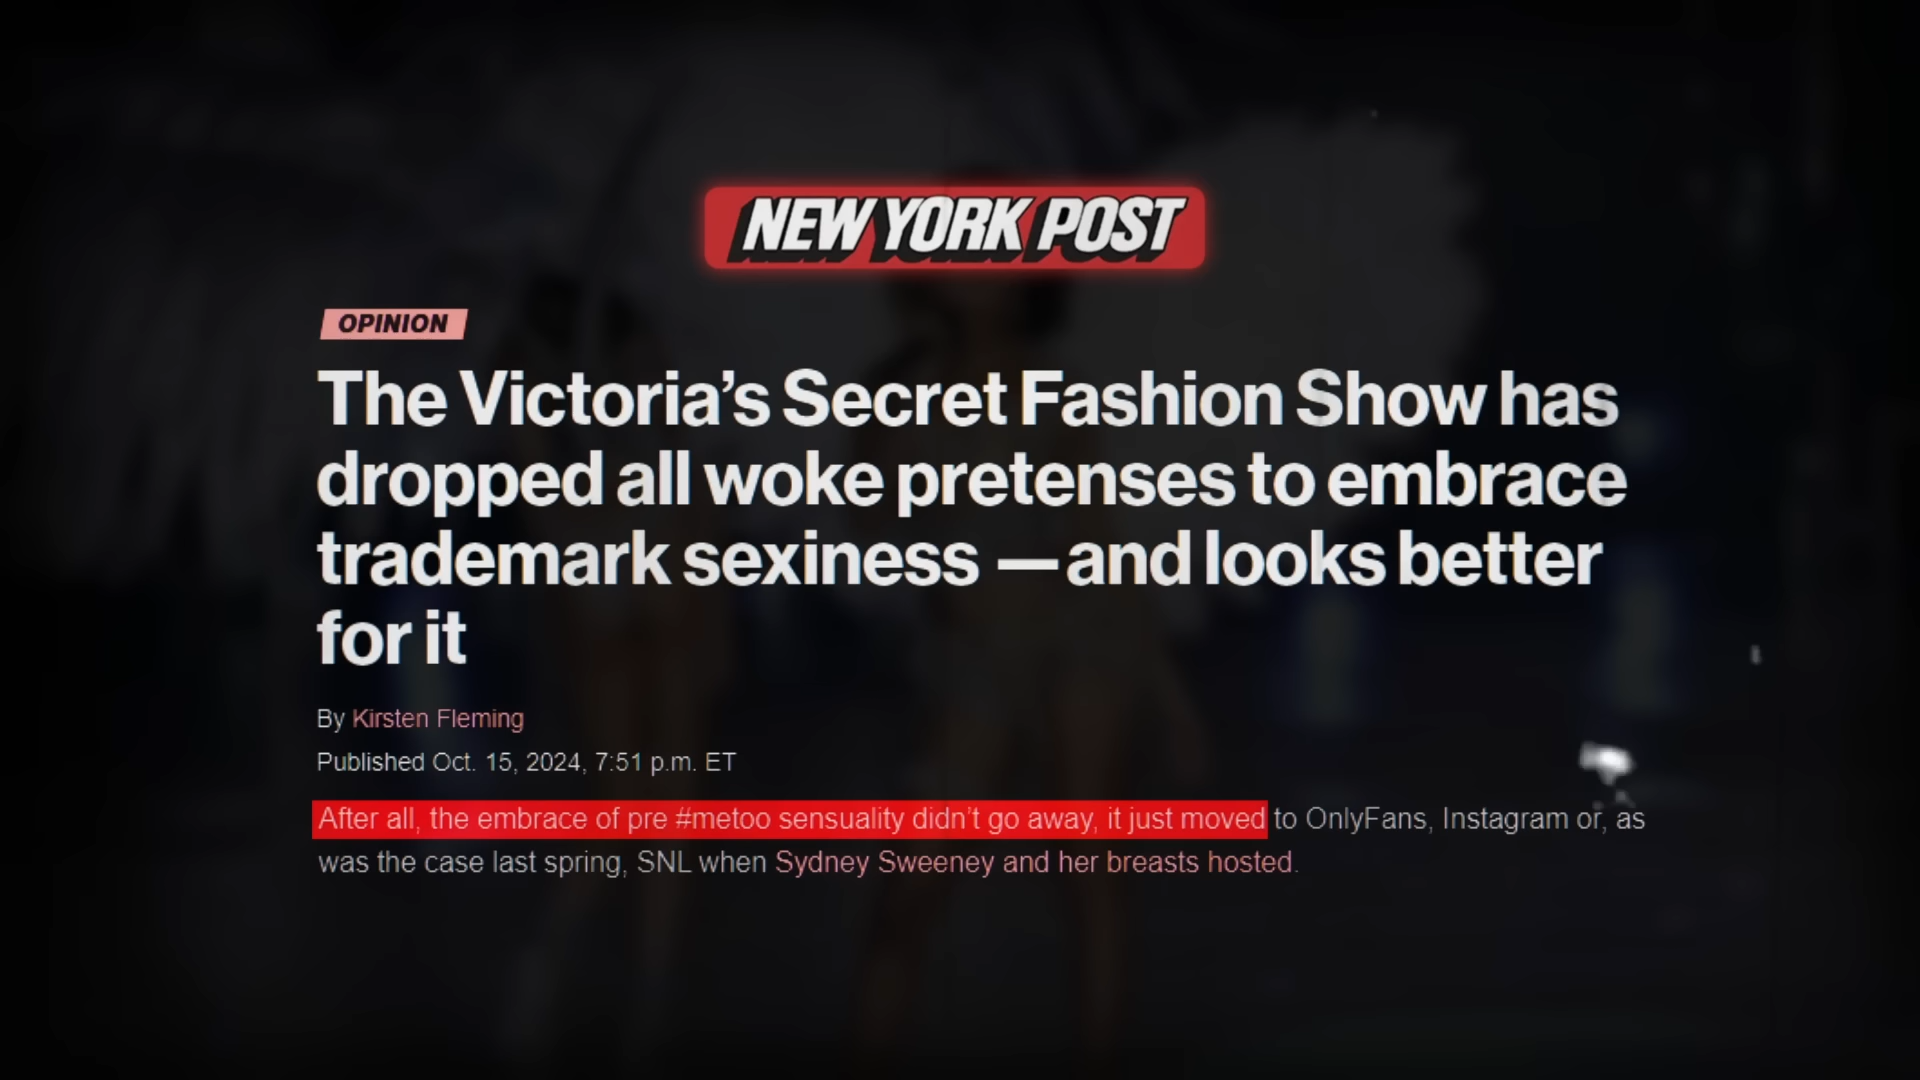 NEW YORK POST
OPINION
The Victoria’s Secret Fashion Show has
dropped all woke pretenses to embrace
trademark sexiness — and looks better
for it
By Kirsten Fleming
Published Oct. 15, 2024, 7:51 p.m. ET
After all, the embrace of pre #metoo sensuality didn’t go away, it just moved to OnlyFans, Instagram or, as
was the case last spring, SNL when Sydney Sweeney and her breasts hosted.